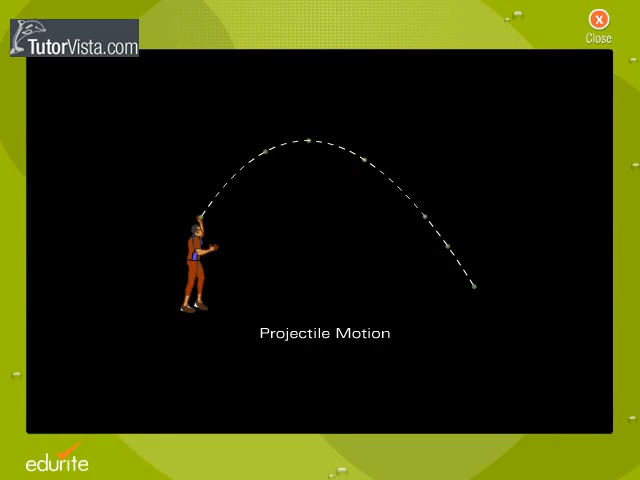 TutorVista.com
X
Close
Projectile Motion
edurite